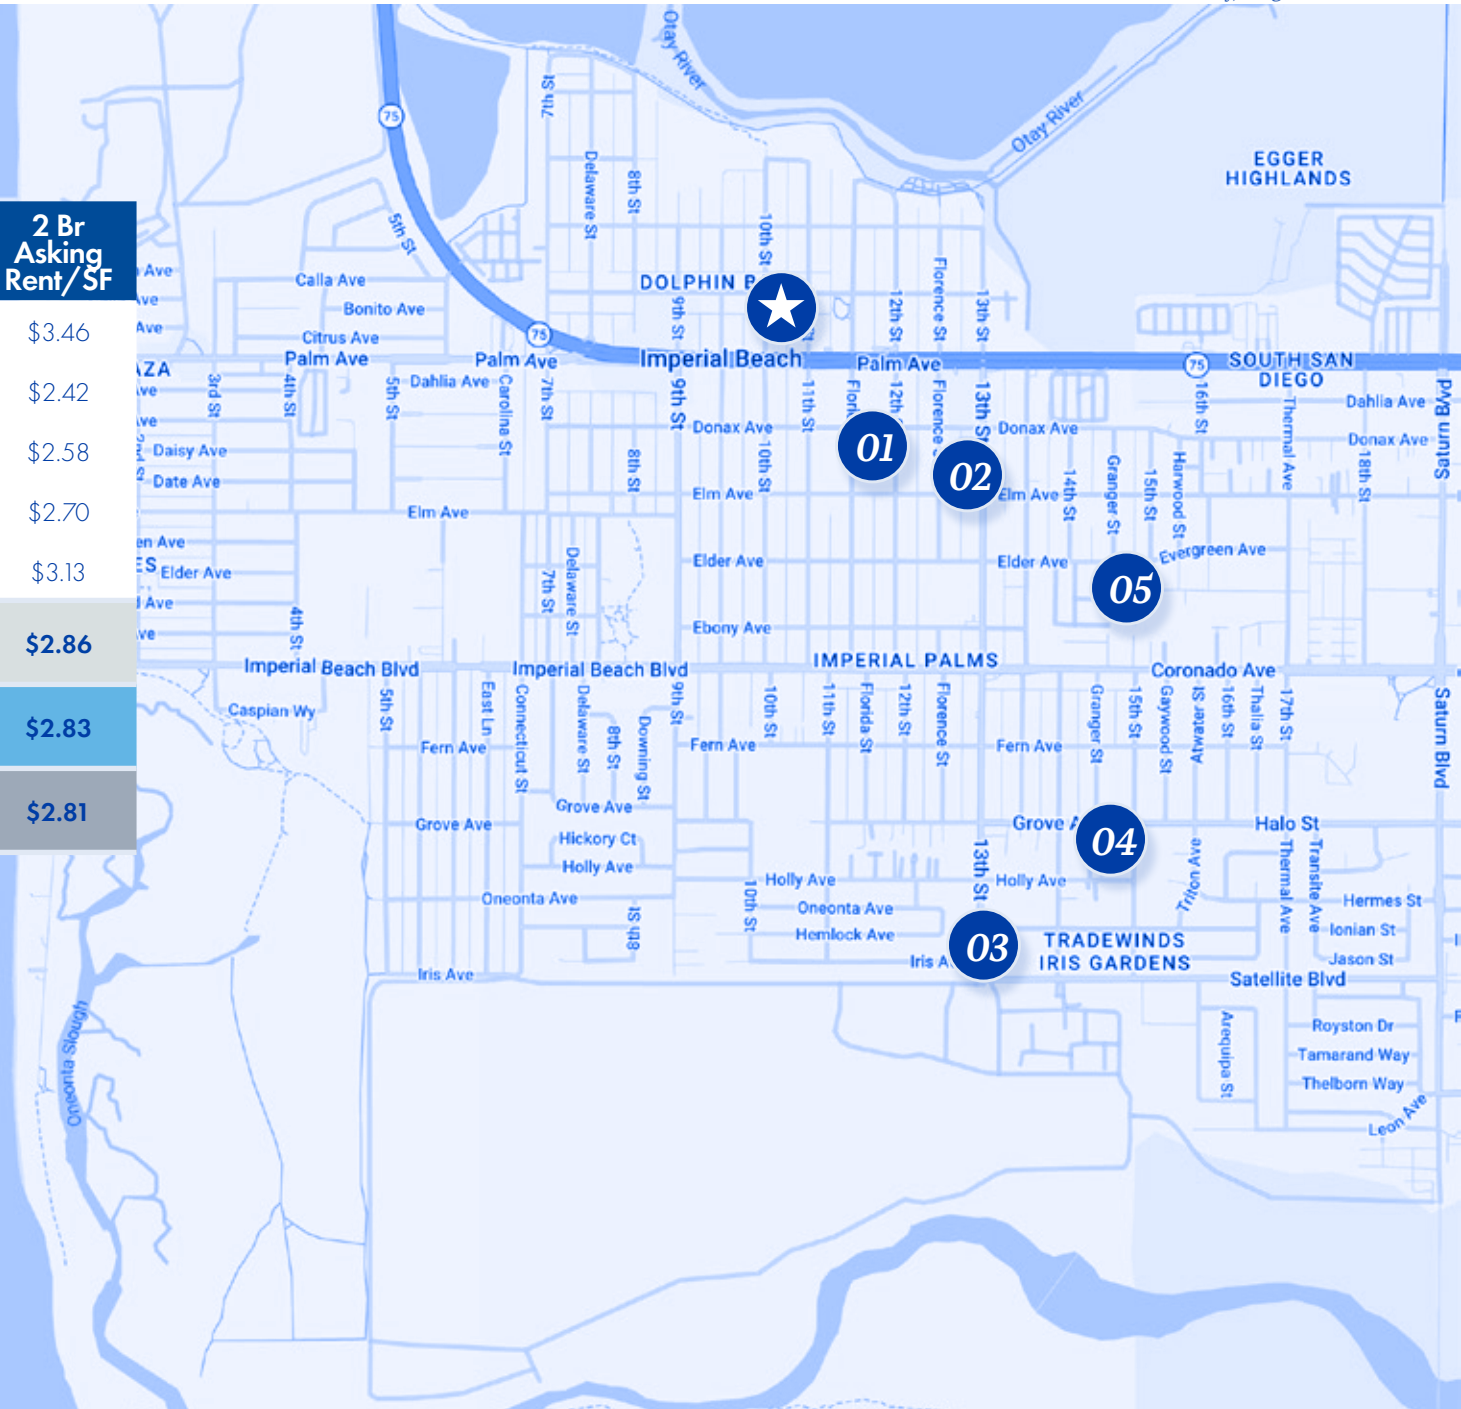 Otay River
Otay River
75
7th St
Delaware St
8th St
5th St
10th St
EGGER
HIGHLANDS
2 Br
Asking
Rent/SF
$3.46
$2.42
$2.58
$2.70
$3.13
$2.86
$2.83
$2.81
Ave
Calla Ave
DOLPHIN
Florence St
9th St
12th St
13th St
Bonito Ave
Ave
Citrus Ave
75
Palm Ave
Palm Ave
Imperial Beach
Palm Ave
75
SOUTH SAN
DIEGO
3rd St
4th St
5th St
Dahlia Ave
Carolina St
7th St
9th St
11th St
12th
Florence
13th St
16th St
Thermal Ave
Dahlia Ave
Palm Blvd
Saturn Blvd
Donax Ave
Donax Ave
Donax Ave
01
02
Daisy Ave
8th St
10th St
14th St
Granger St
15th St
Harwood St
18th St
Date Ave
Elm Ave
Elm Ave
Elm Ave
en Ave
Elder Ave
Delaware St
7th St
Elder Ave
Elder Ave
Evergreen Ave
05
Ave
4th St
Ebony Ave
Imperial Beach Blvd
Imperial Beach Blvd
IMPERIAL PALMS
Coronado Ave
Caspian Wy
5th St
East Ln
Connecticut St
Delaware St
8th St
Downing St
9th St
10th St
11th St
Florida St
12th St
Florence St
Granger St
15th St
Gaywood St
Atwater St
16th St
Thalia St
17th St
Saturn Blvd
Fern Ave
Fern Ave
Fern Ave
Grove Ave
Grove Ave
Grove
04
Halo St
Hickory Ct
Holly Ave
13th St
Triton Ave
Thermal Ave
Transite Ave
Holly Ave
Holly Ave
10th St
Oneonta Ave
8th St
Oneonta Ave
Hermes St
Hemlock Ave
Ionian St
03
TRADEWINDS
IRIS GARDENS
Iris Ave
Iris
Jason St
Satellite Blvd
Oneonta Slough
Arequipa St
Royston Dr
Tamarand Way
Thelborn Way
Leon Ave